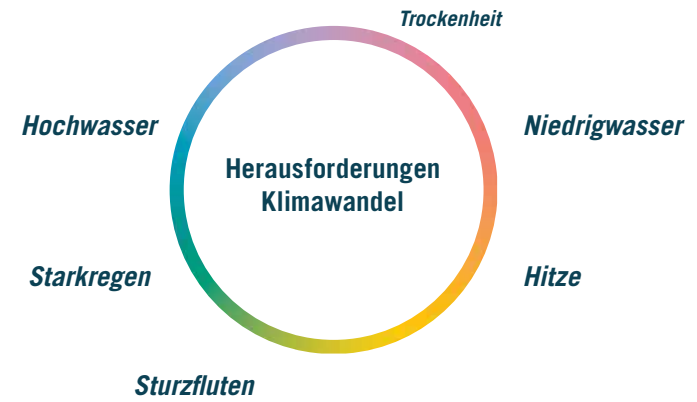 Trockenheit
Hochwasser
Niedrigwasser
Herausforderungen
Klimawandel
Starkregen
Hitze
Sturzfluten